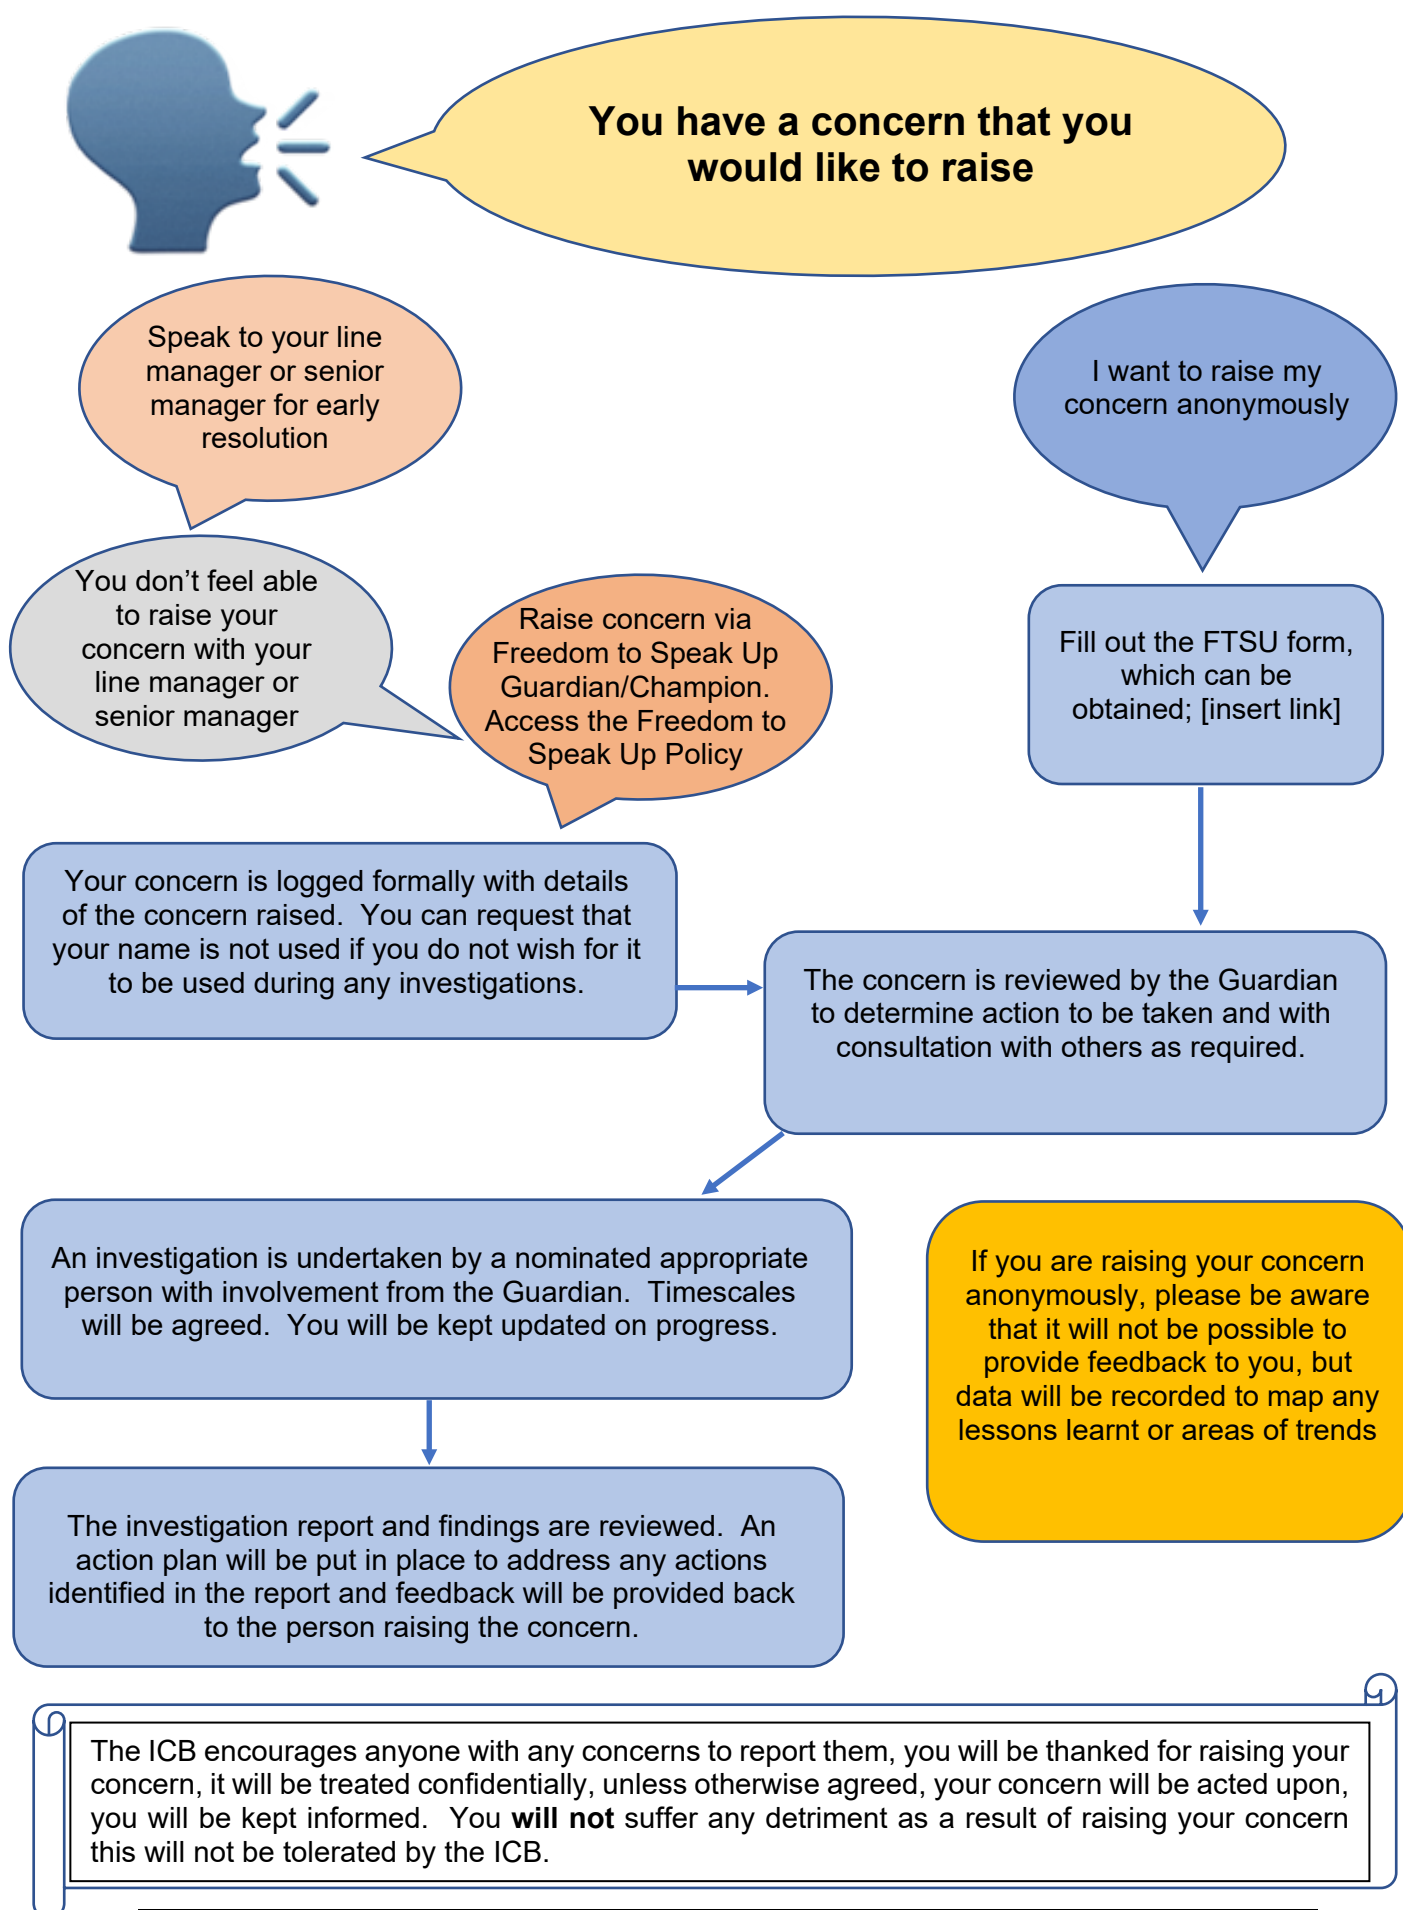 You have a concern that you
would like to raise
Speak to your line
manager or senior
manager for early
resolution
I want to raise my
concern anonymously
You don’t feel able
to raise your
concern with your
line manager or
senior manager
Raise concern via
Freedom to Speak Up
Guardian/Champion.
Access the Freedom to
Speak Up Policy
Fill out the FTSU form,
which can be
obtained; [insert link]
Your concern is logged formally with details
of the concern raised.  You can request that
your name is not used if you do not wish for it
to be used during any investigations.
The concern is reviewed by the Guardian
to determine action to be taken and with
consultation with others as required.
An investigation is undertaken by a nominated appropriate
person with involvement from the Guardian.  Timescales
will be agreed.  You will be kept updated on progress.
If you are raising your concern
anonymously, please be aware
that it will not be possible to
provide feedback to you, but
data will be recorded to map any
lessons learnt or areas of trends
The investigation report and findings are reviewed.  An
action plan will be put in place to address any actions
identified in the report and feedback will be provided back
to the person raising the concern.
The ICB encourages anyone with any concerns to report them, you will be thanked for raising your
concern, it will be treated confidentially, unless otherwise agreed, your concern will be acted upon,
you will be kept informed.  You will not suffer any detriment as a result of raising your concern
this will not be tolerated by the ICB.